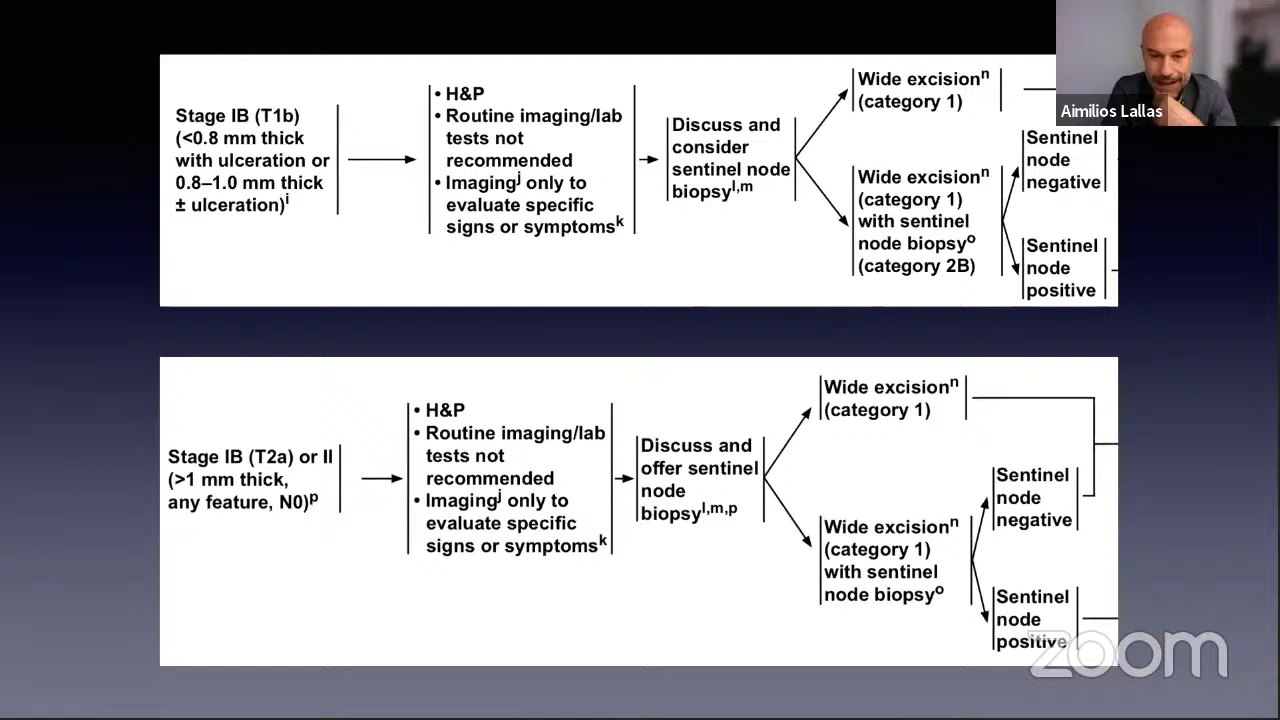 Aimilios Lallas
Stage IB (T1b)
(<0.8 mm thick
with ulceration or
0.8–1.0 mm thick
± ulceration)i
• H&P
• Routine imaging/lab
tests not
recommended
• Imagingj only to
evaluate specific
signs or symptomsk
Discuss and
consider
sentinel node
biopsyl,m
Wide excisionn
(category 1)
Wide excisionn
(category 1)
with sentinel
node biopsyo
(category 2B)
Sentinel
node
negative
Sentinel
node
positive
Stage IB (T2a) or II
(>1 mm thick,
any feature, N0)p
• H&P
• Routine imaging/lab
tests not
recommended
• Imagingj only to
evaluate specific
signs or symptomsk
Discuss and
offer sentinel
node
biopsyl,m,p
Wide excisionn
(category 1)
Wide excisionn
(category 1)
with sentinel
node biopsyo
Sentinel
node
negative
Sentinel
node
positive
zoom